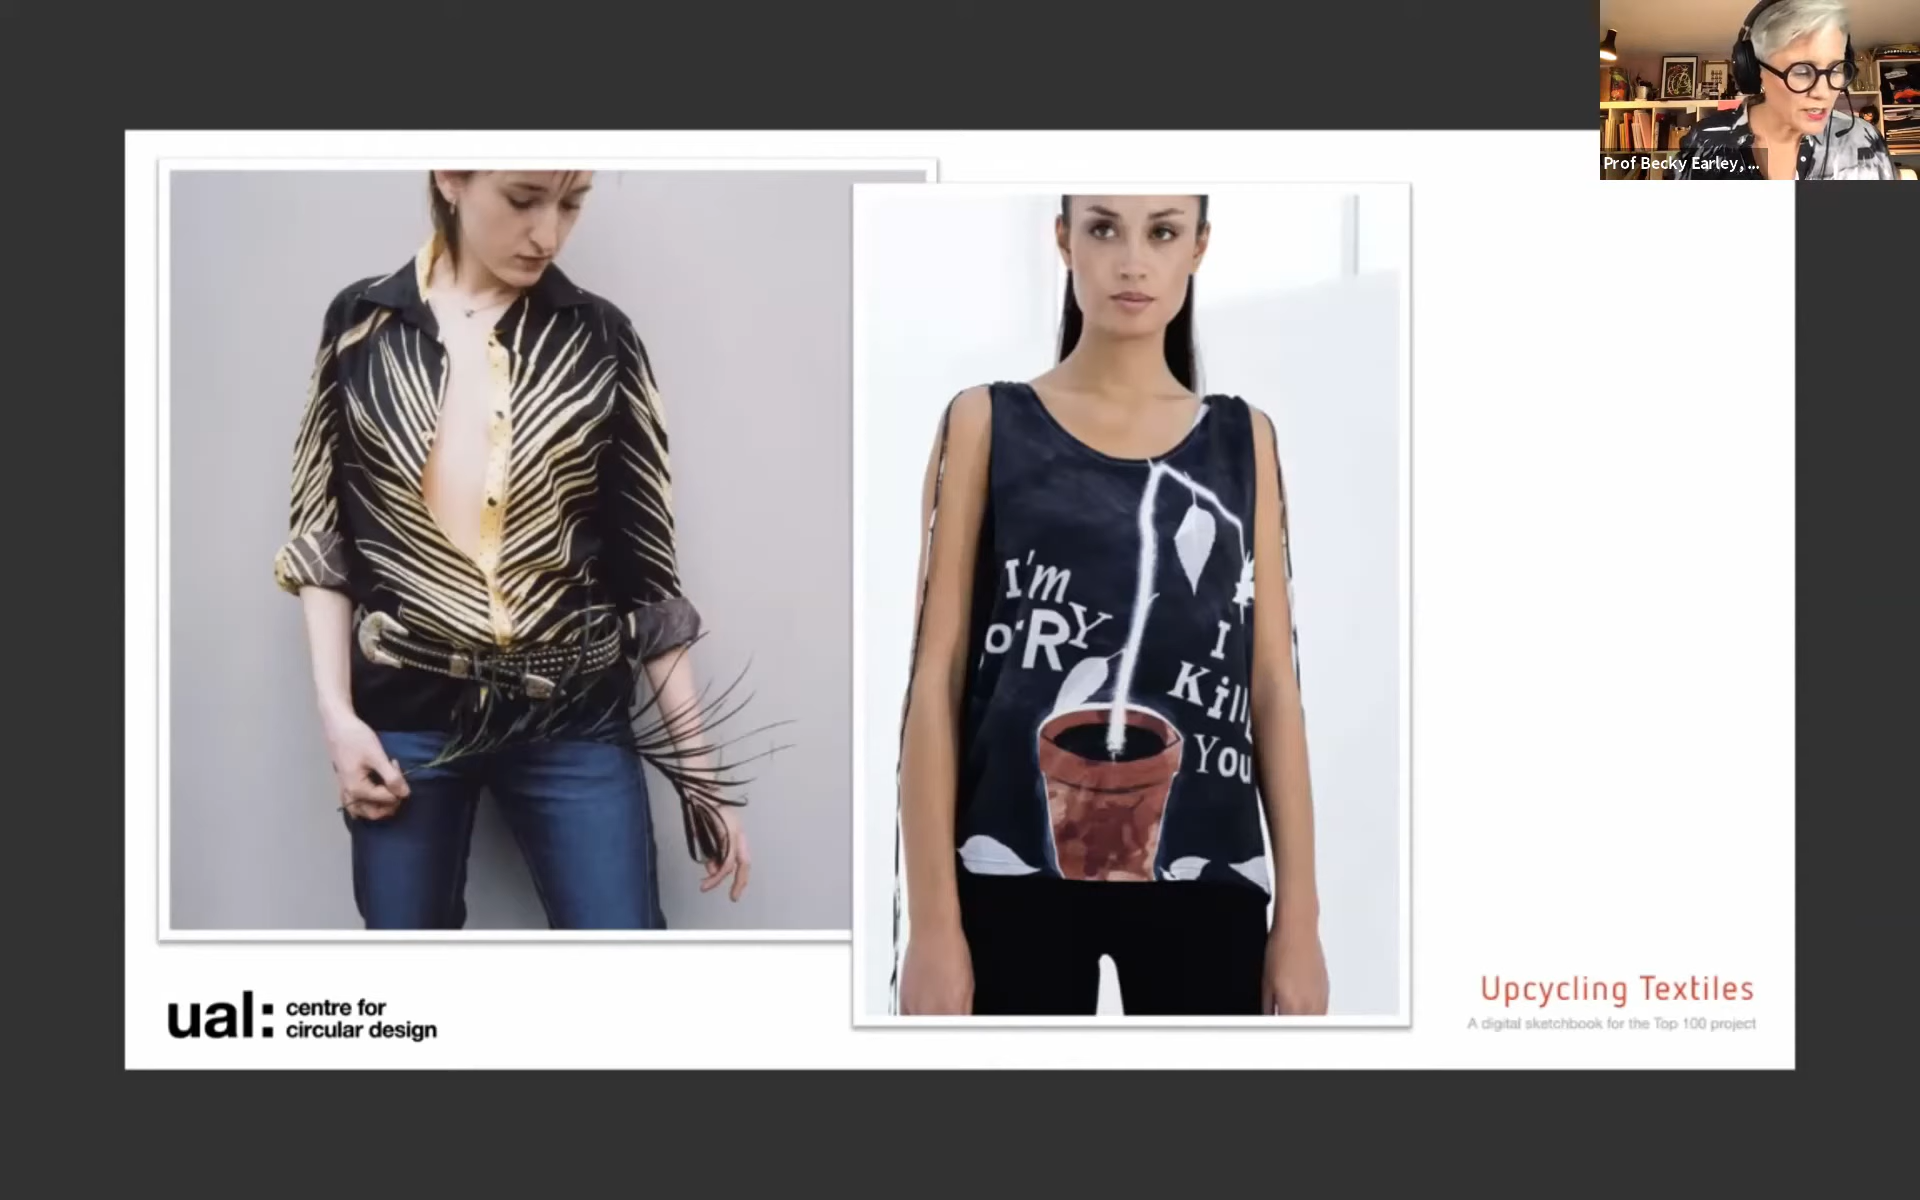 Prof Becky Earley, ...
I'm
I
Kill
You
ual:
centre for
circular design
Upcycling Textiles
A digital sketchbook for the Top 100 project